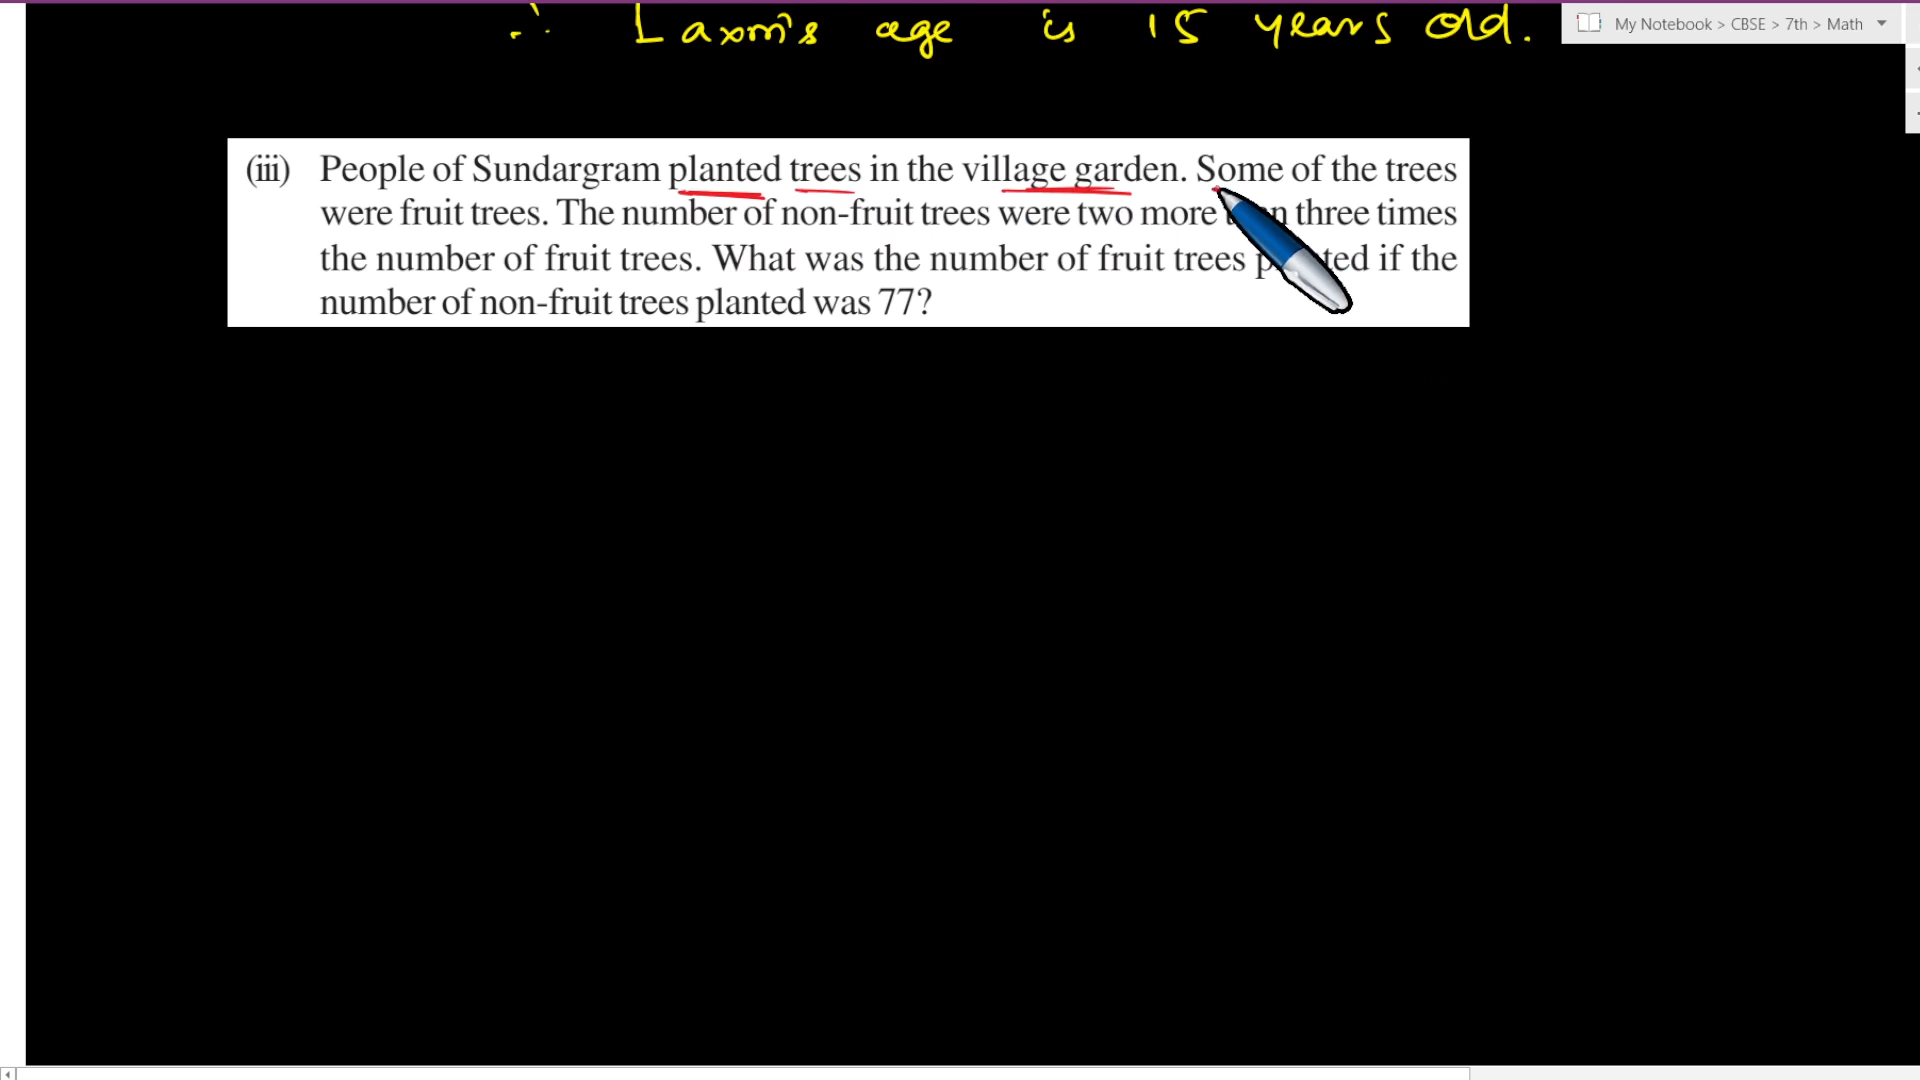 ∴ Laxmi's age is 15 years old.
My Notebook > CBSE > 7th > Math
(iii) People of Sundargram planted trees in the village garden. Some of the trees
were fruit trees. The number of non-fruit trees were two more than three times
the number of fruit trees. What was the number of fruit trees planted if the
number of non-fruit trees planted was 77?